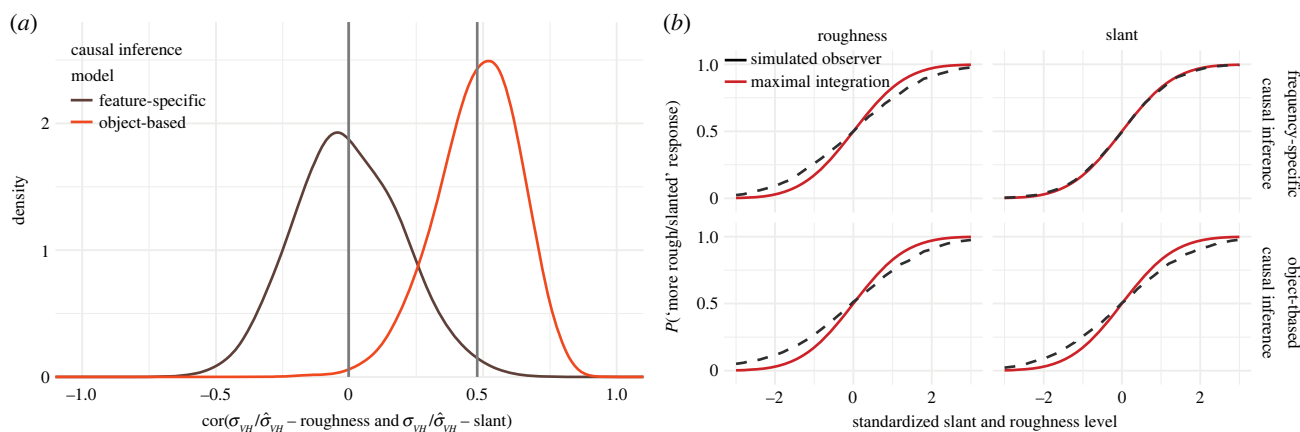 (a)
causal inference
model
feature-specific
object-based
density
2
1
0
−1.0
−0.5
0
0.5
1.0
cor(σVH/σ̂VH – roughness and σVH/σ̂VH – slant)
(b)
roughness
slant
simulated observer
maximal integration
P(‘more rough/slanted’ response)
1.0
0.5
0
1.0
0.5
0
frequency-specific
causal inference
object-tbased
causal inference
−2
0
2
−2
0
2
standardized slant and roughness level